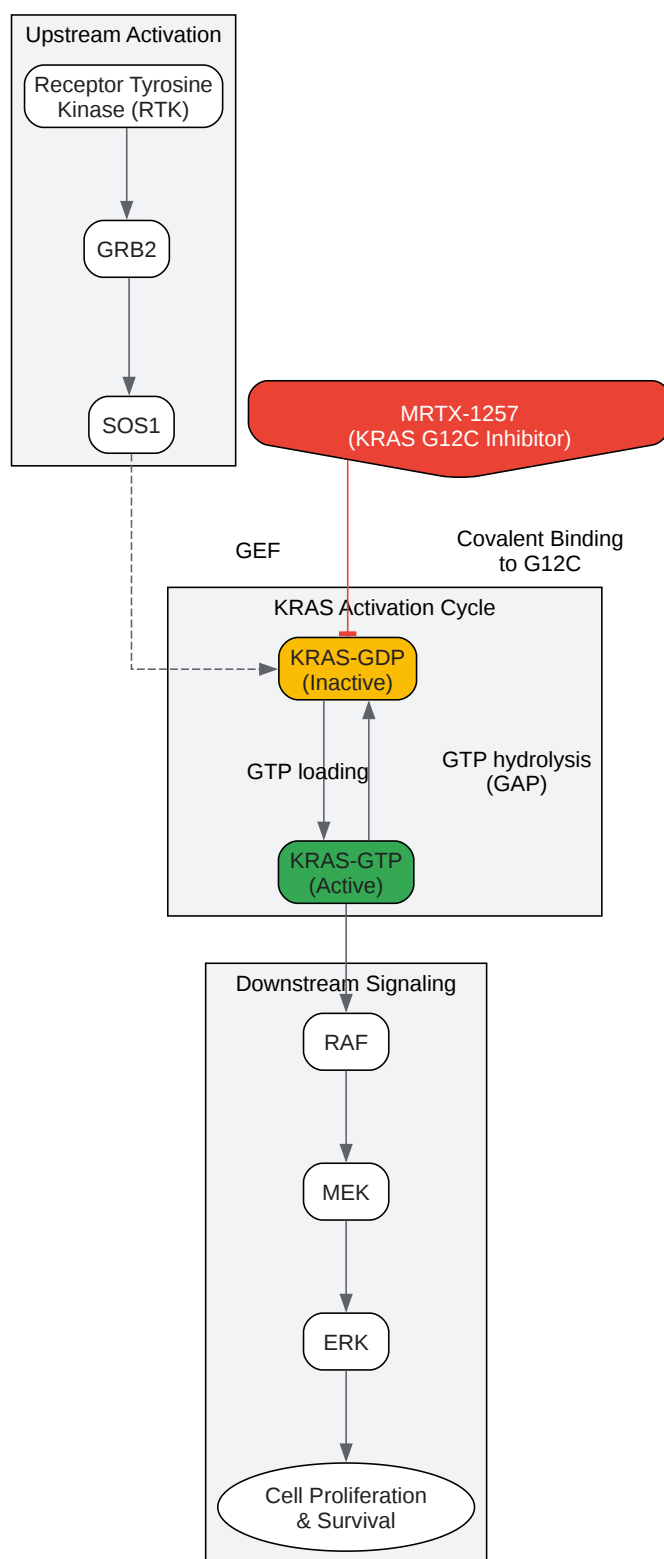 Upstream Activation
Receptor Tyrosine
Kinase (RTK)
GRB2
SOS1
MRTX-1257
(KRAS G12C Inhibitor)
GEF
Covalent Binding
to G12C
KRAS Activation Cycle
KRAS-GDP
(Inactive)
GTP loading
GTP hydrolysis
(GAP)
KRAS-GTP
(Active)
Downstream Signaling
RAF
MEK
ERK
Cell Proliferation
& Survival